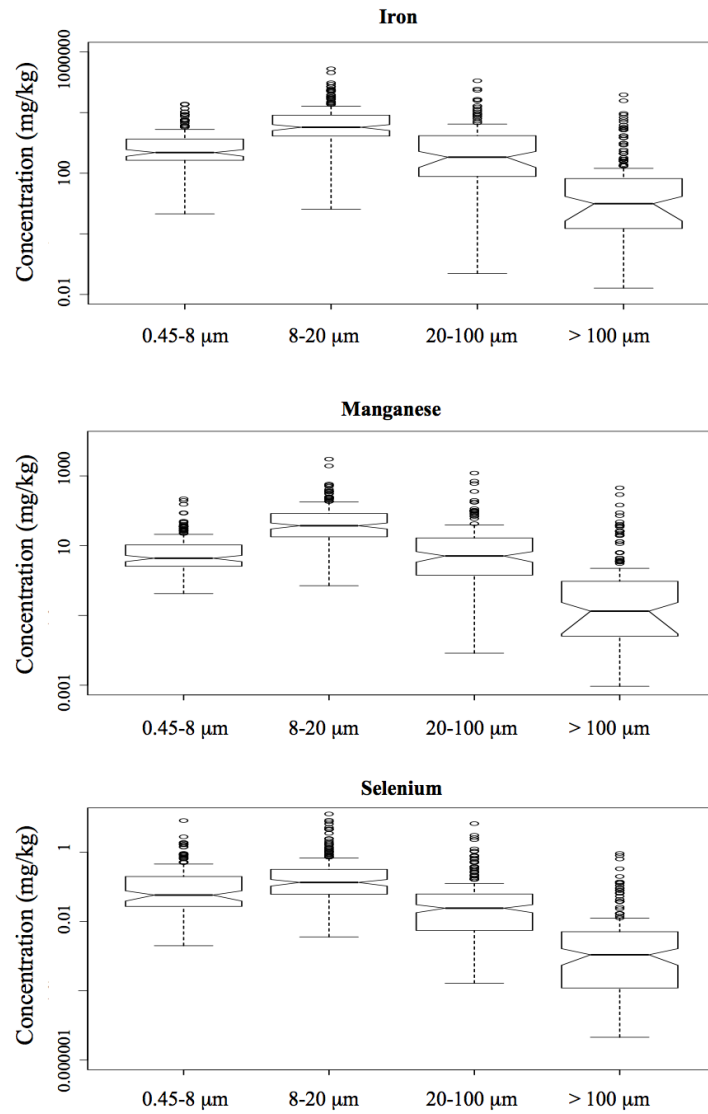 Iron
Concentration (mg/kg)
1000000
100
0.01
0.45-8 μm 8-20 μm 20-100 μm > 100 μm
Manganese
Concentration (mg/kg)
1000
10
0.001
0.45-8 μm 8-20 μm 20-100 μm > 100 μm
Selenium
Concentration (mg/kg)
1
0.01
0.000001
0.45-8 μm 8-20 μm 20-100 μm > 100 μm